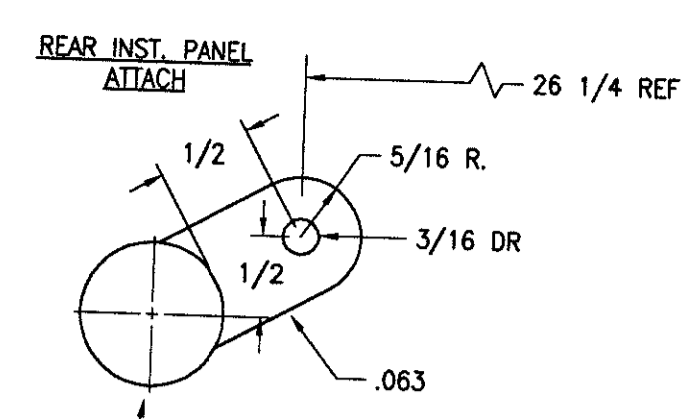 REAR INST. PANEL
ATTACH
26 1/4 REF
1/2
5/16 R.
3/16 DR
1/2
.063